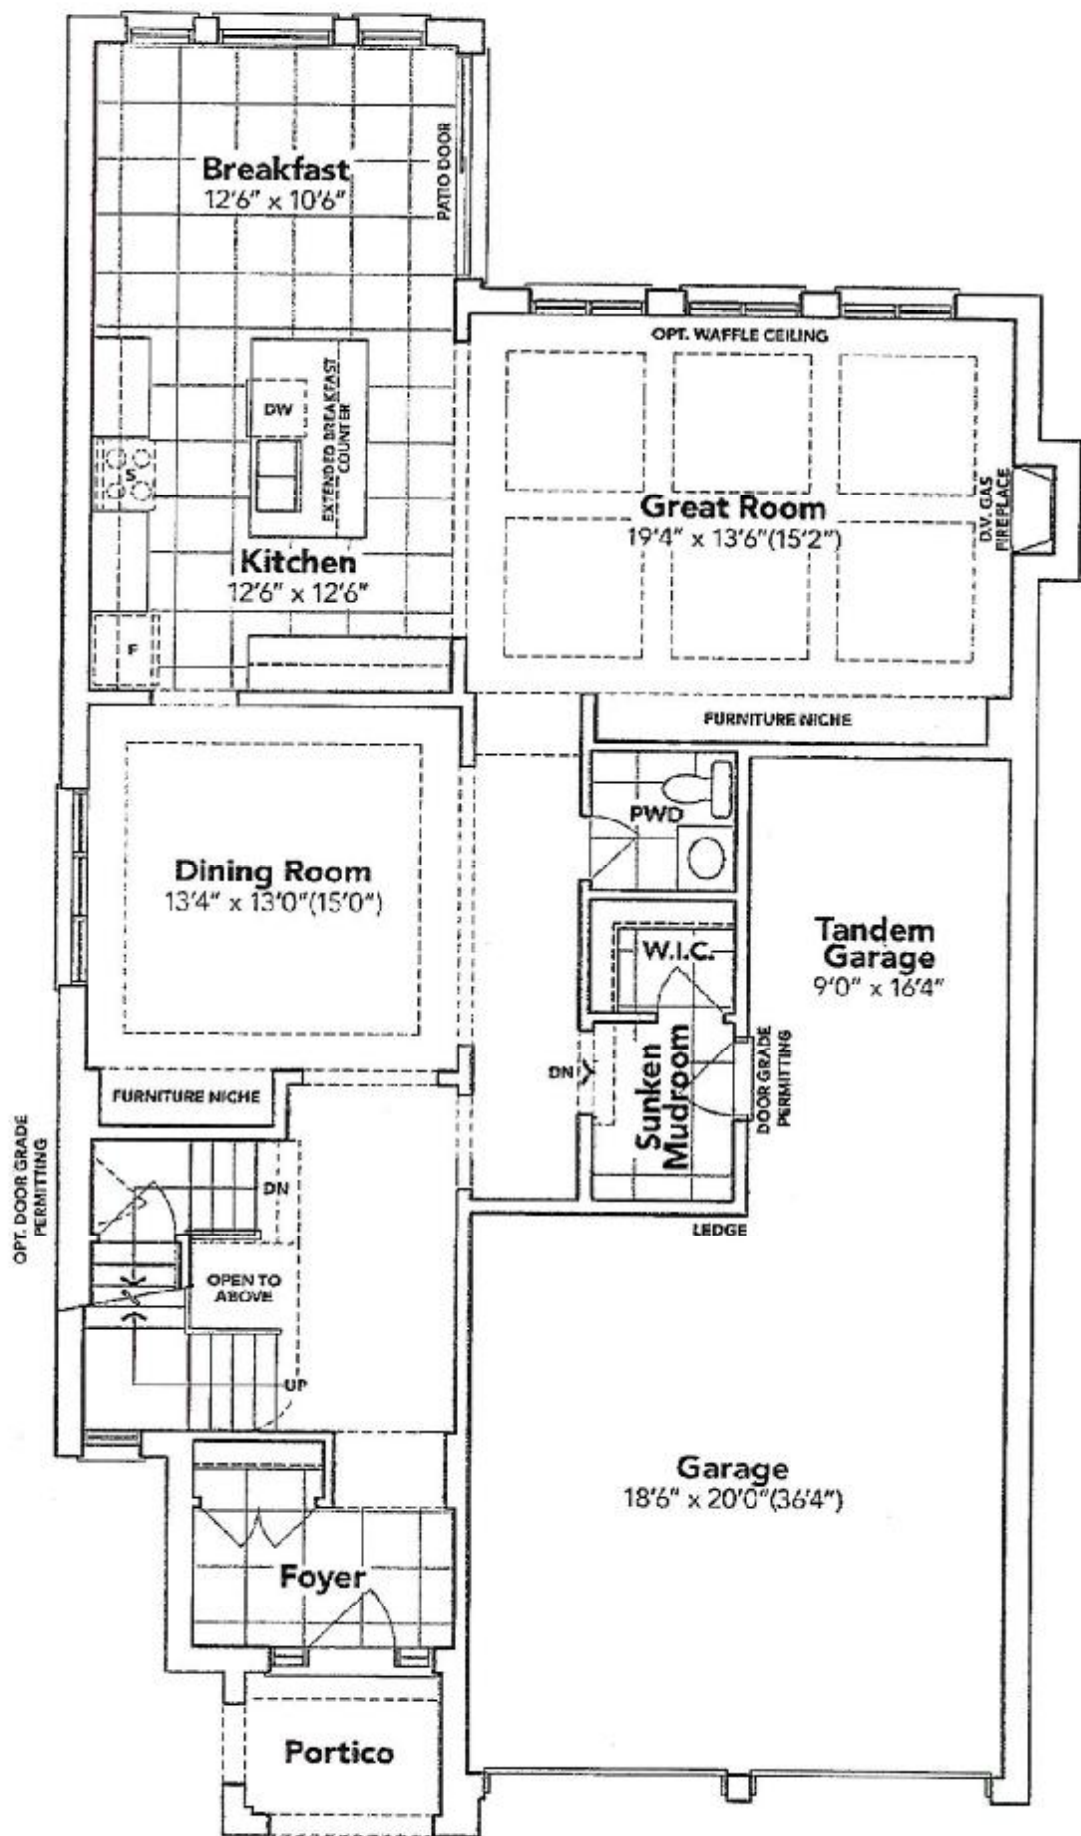 Breakfast
12'6" x 10'6"
PATIO DOOR
OPT. WAFFLE CEILING
DW
EXTENDED BREAKFAST
COUNTER
S
Great Room
19'4" x 13'6"(15'2")
D.V. GAS
FIREPLACE
Kitchen
12'6" x 12'6"
F
FURNITURE NICHE
PWD
Dining Room
13'4" x 13'0"(15'0")
W.I.C.
Tandem
Garage
9'0" x 16'4"
DN
Sunken
Mudroom
DOOR GRADE
PERMITTING
FURNITURE NICHE
OPT. DOOR GRADE
PERMITTING
DN
LEDGE
OPEN TO
ABOVE
UP
Garage
18'6" x 20'0"(36'4")
Foyer
Portico